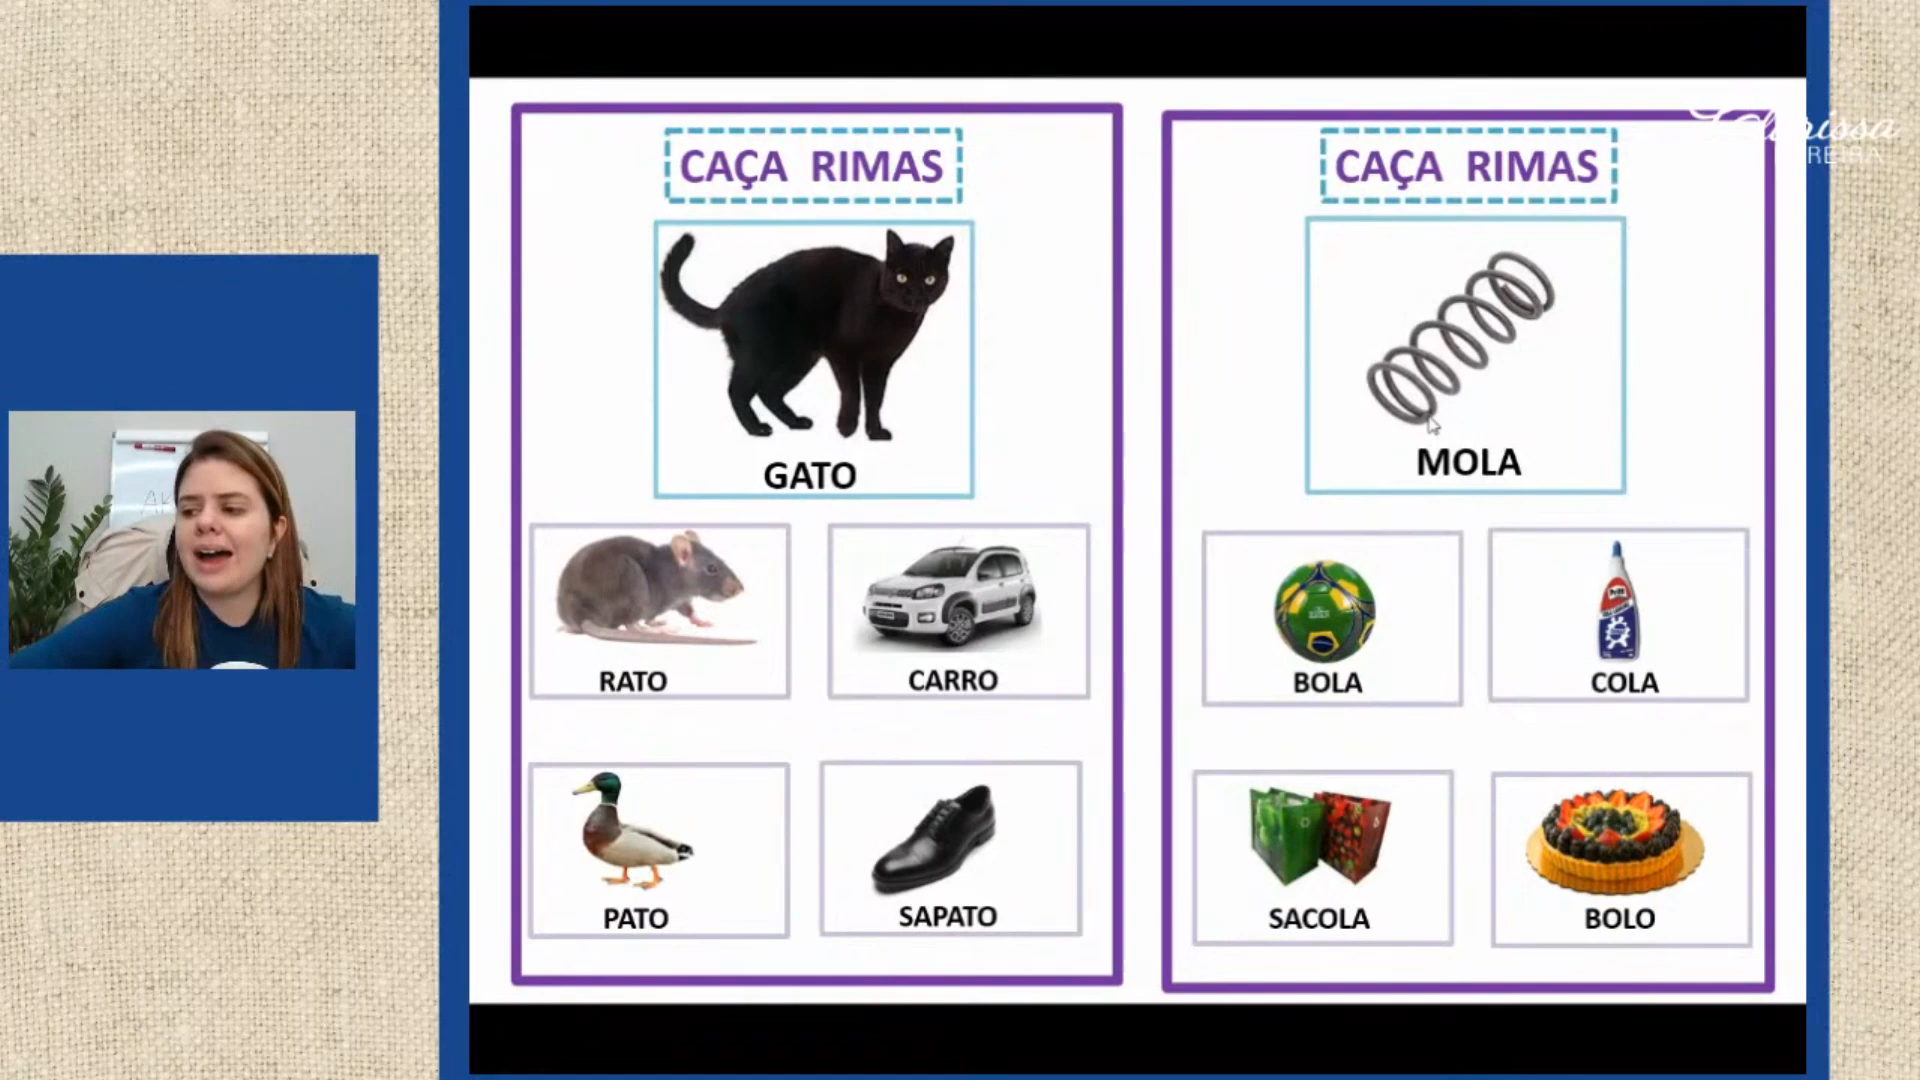 CAÇA RIMAS
GATO
RATO
CARRO
PATO
SAPATO
CAÇA RIMAS
MOLA
BOLA
COLA
SACOLA
BOLO